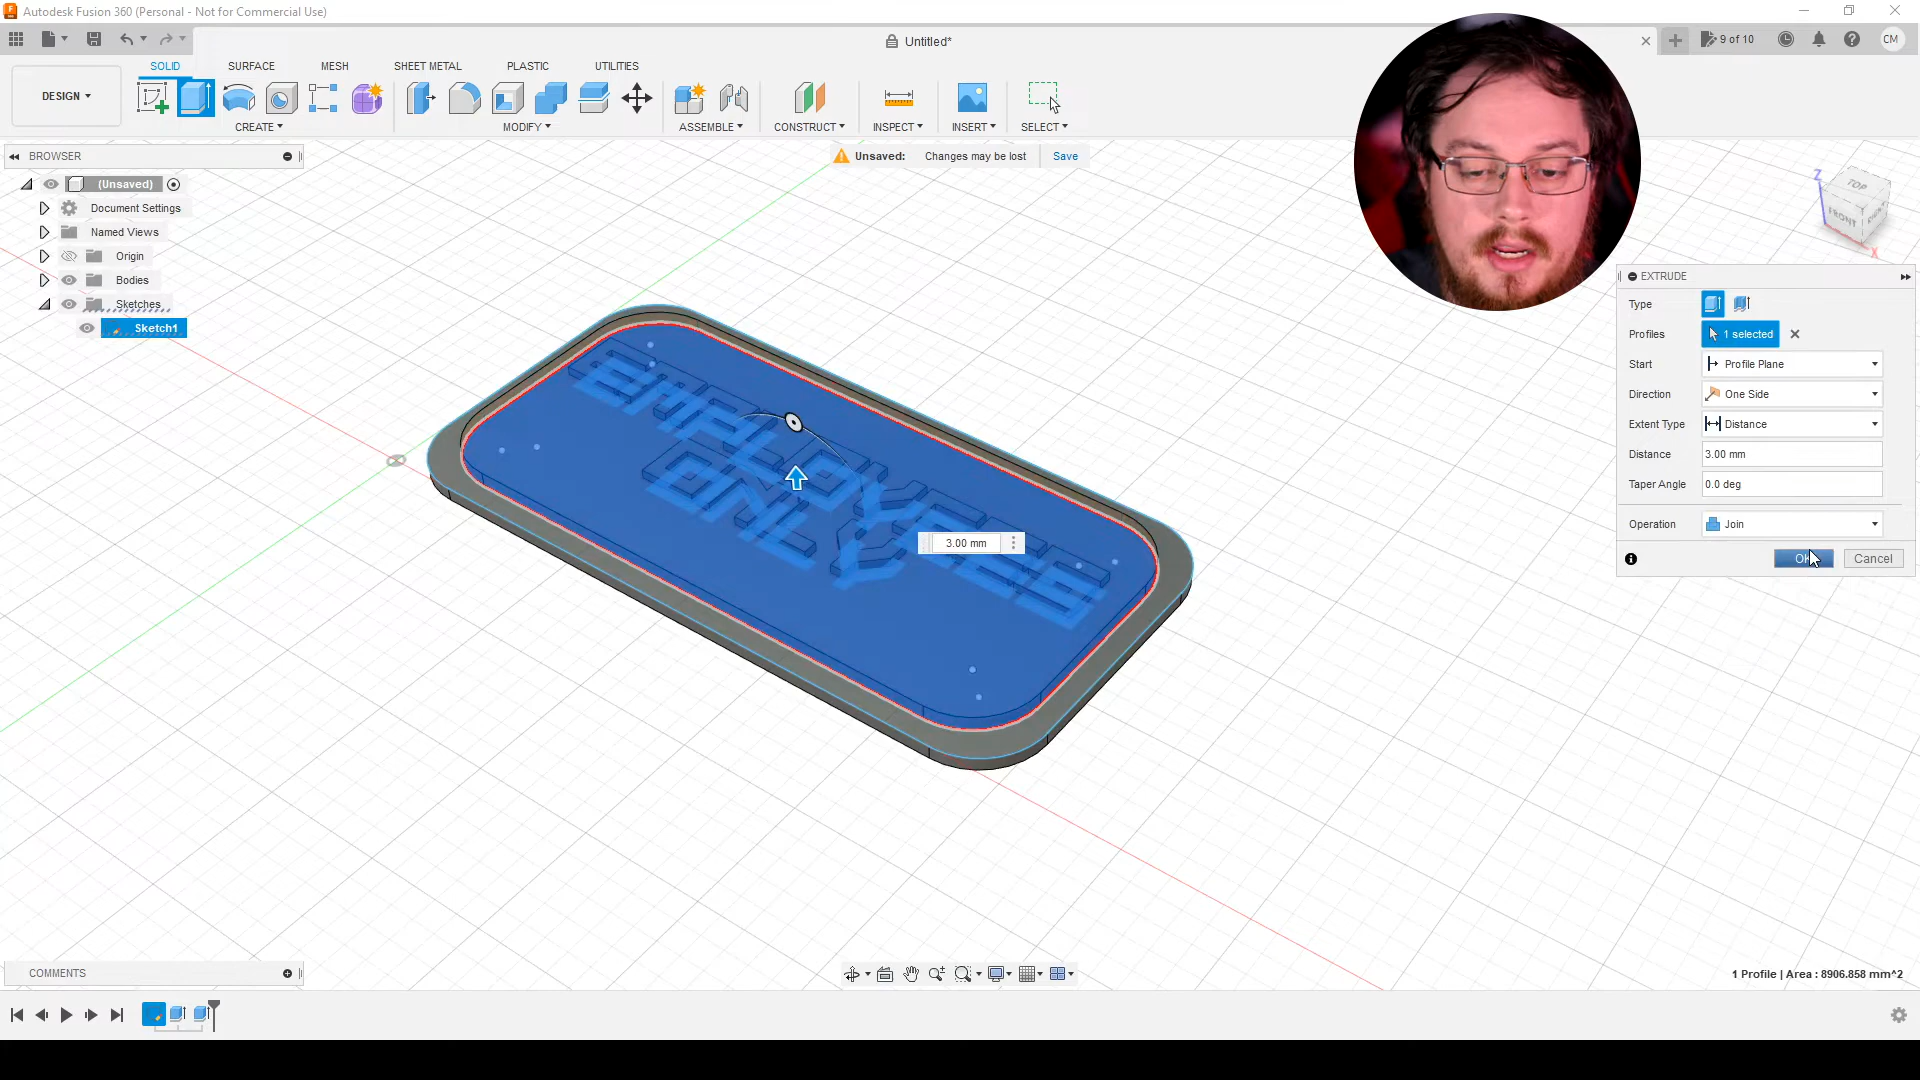 Autodesk Fusion 360 (Personal - Not for Commercial Use)
Untitled*
9 of 10
CM
DESIGN
SOLID
SURFACE
MESH
SHEET METAL
PLASTIC
UTILITIES
CREATE
MODIFY
ASSEMBLE
CONSTRUCT
INSPECT
INSERT
SELECT
BROWSER
Unsaved: Changes may be lost Save
(Unsaved)
Document Settings
Named Views
Origin
Bodies
Sketches
Sketch1
EMPLOYEES
ONLY
3.00 mm
Z
TOP
FRONT
RIGHT
X
EXTRUDE
Type
Profiles 1 selected
Start Profile Plane
Direction One Side
Extent Type Distance
Distance 3.00 mm
Taper Angle 0.0 deg
Operation Join
OK Cancel
COMMENTS
1 Profile | Area : 8906.858 mm^2